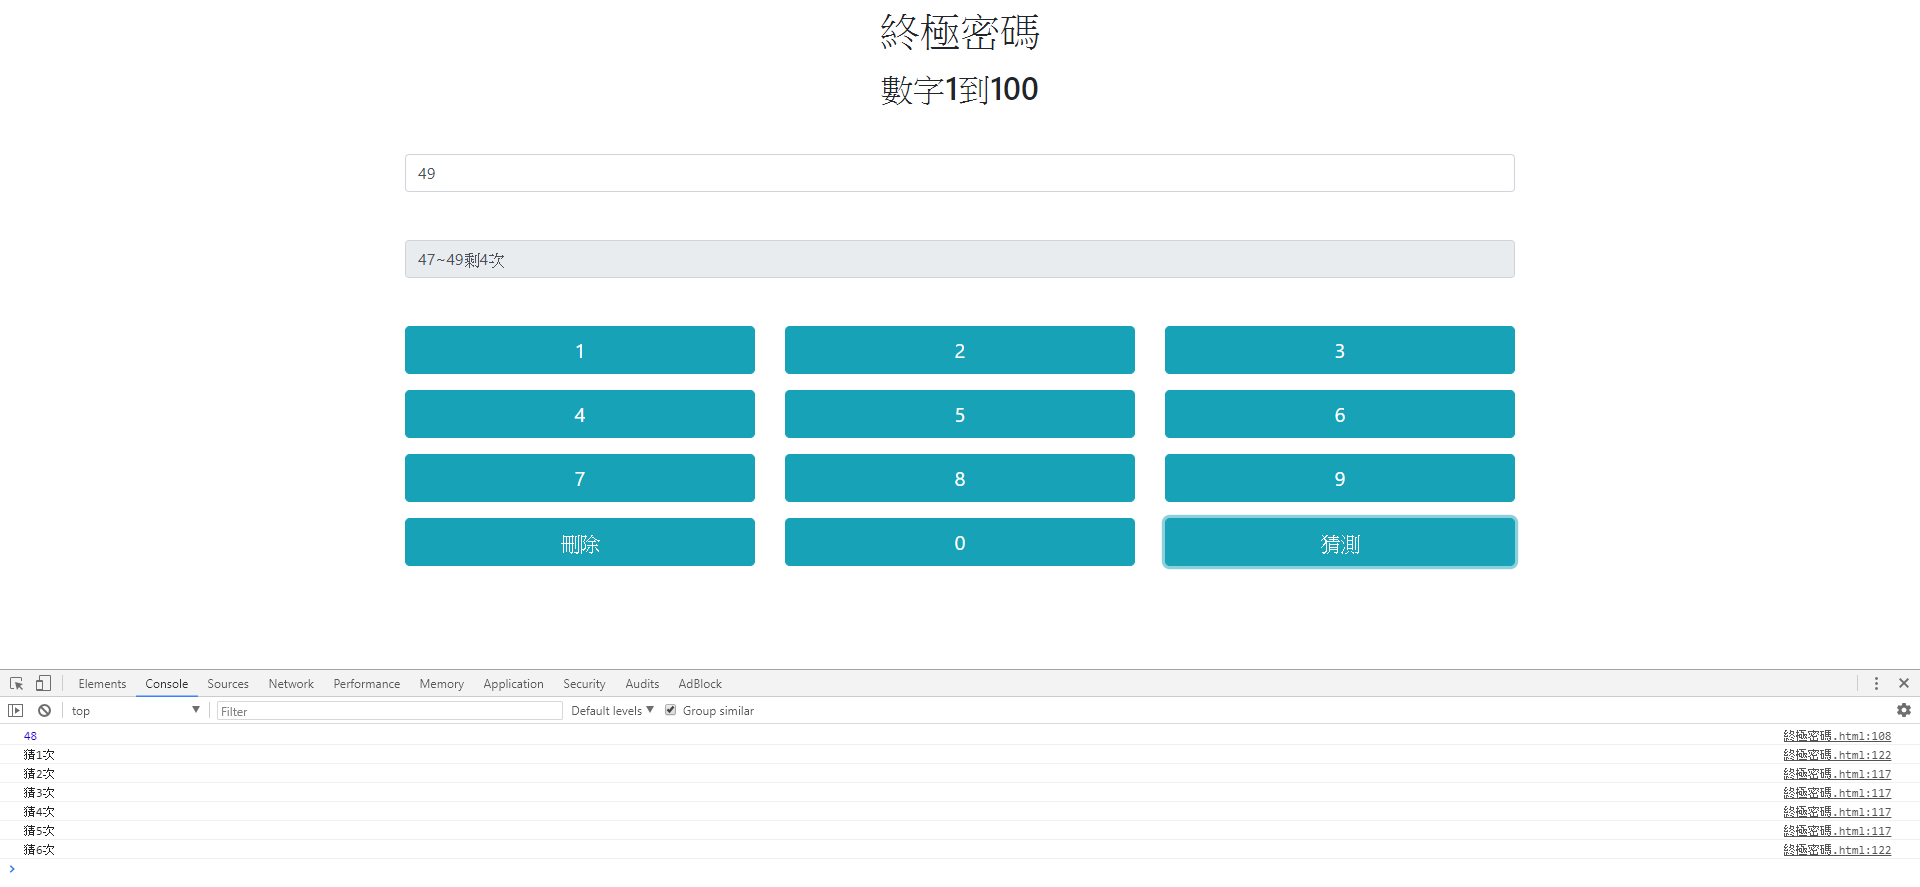 終極密碼
數字1到100
49
47~49剩4次
1 2 3
4 5 6
7 8 9
刪除 0 猜測
Elements Console Sources Network Performance Memory Application Security Audits AdBlock
top Filter Default levels Group similar
48 終極密碼.html:108
猜1次 終極密碼.html:122
猜2次 終極密碼.html:117
猜3次 終極密碼.html:117
猜4次 終極密碼.html:117
猜5次 終極密碼.html:117
猜6次 終極密碼.html:122